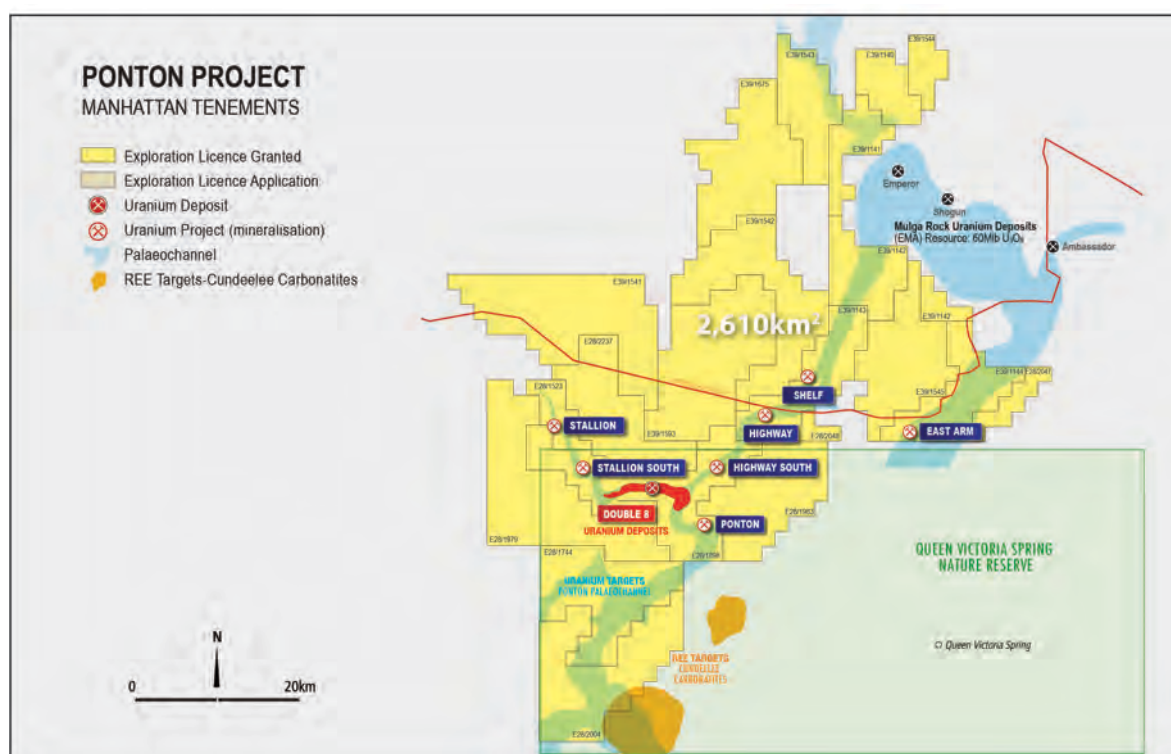 PONTON PROJECT
MANHATTAN TENEMENTS
Exploration Licence Granted
Exploration Licence Application
Uranium Deposit
Uranium Project (mineralisation)
Palaeochannel
REE Targets-Cundeelee Carbonatites
E39/1544
E39/1543
E39/1675
E39/1141
Emperor
Shogun
Mulga Rock Uranium Deposits
(EMA) Resource: 60Mlb U₃O₈
Ambassador
E39/1542
E39/1541
E39/1143
E39/1142
2,610km²
E28/2237
E28/1523
SHELF
E39/1545
E39/1144
STALLION
HIGHWAY
EAST ARM
E39/1593
E28/2048
STALLION SOUTH
HIGHWAY SOUTH
DOUBLE 8
URANIUM DEPOSITS
PONTON
E28/1979
E28/1744
E28/1898
URANIUM TARGETS
PONTON PALAEOCHANNEL
QUEEN VICTORIA SPRING
NATURE RESERVE
Queen Victoria Spring
REE TARGETS
CUNDEELEE
CARBONATITES
E28/2004
N
0 20km